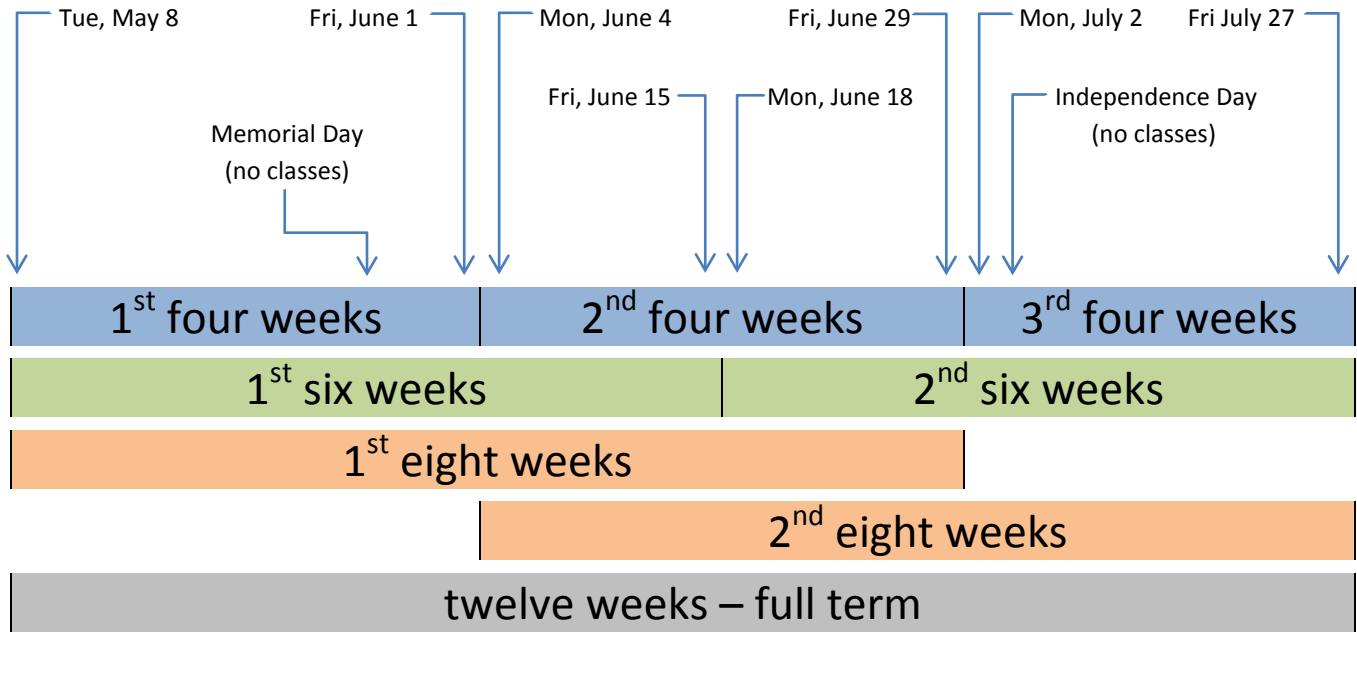 Tue, May 8 Fri, June 1 Mon, June 4 Fri, June 29 Mon, July 2 Fri July 27
Fri, June 15 Mon, June 18 Independence Day
(no classes)
Memorial Day
(no classes)
1st four weeks 2nd four weeks 3rd four weeks
1st six weeks 2nd six weeks
1st eight weeks
2nd eight weeks
twelve weeks – full term